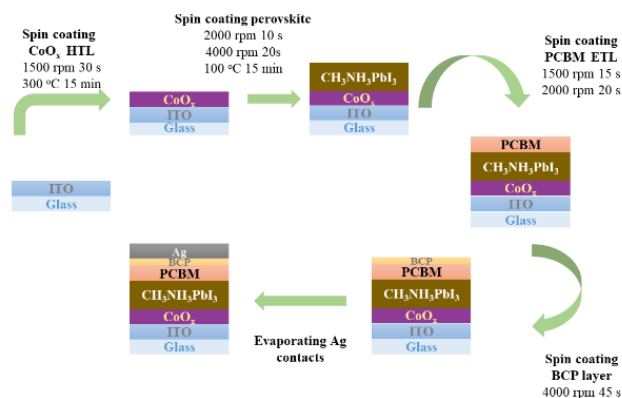 Spin coating
CoOₓ HTL
1500 rpm 30 s
300 °C 15 min
Spin coating perovskite
2000 rpm 10 s
4000 rpm 20s
100 °C 15 min
Spin coating
PCBM ETL
1500 rpm 15 s
2000 rpm 20 s
ITO
Glass
CoOₓ
ITO
Glass
CH₃NH₃PbI₃
CoOₓ
ITO
Glass
PCBM
CH₃NH₃PbI₃
CoOₓ
ITO
Glass
Spin coating
BCP layer
4000 rpm 45 s
BCP
PCBM
CH₃NH₃PbI₃
CoOₓ
ITO
Glass
Evaporating Ag
contacts
Ag
BCP
PCBM
CH₃NH₃PbI₃
CoOₓ
ITO
Glass